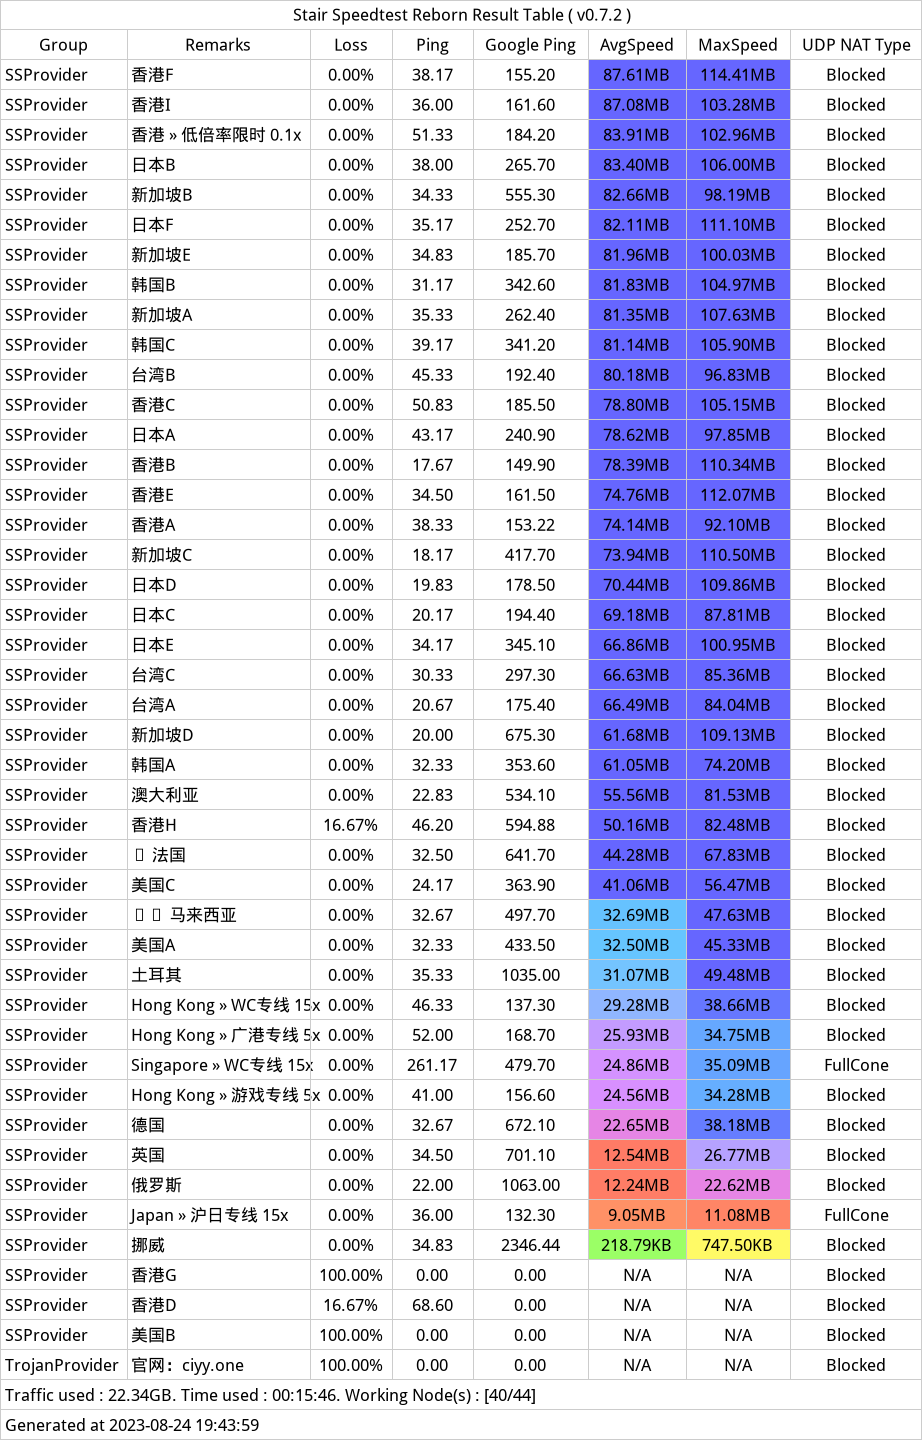 Stair Speedtest Reborn Result Table ( v0.7.2 )
Group Remarks Loss Ping Google Ping AvgSpeed MaxSpeed UDP NAT Type
SSProvider 香港F 0.00% 38.17 155.20 87.61MB 114.41MB Blocked
SSProvider 香港I 0.00% 36.00 161.60 87.08MB 103.28MB Blocked
SSProvider 香港 » 低倍率限时 0.1x 0.00% 51.33 184.20 83.91MB 102.96MB Blocked
SSProvider 日本B 0.00% 38.00 265.70 83.40MB 106.00MB Blocked
SSProvider 新加坡B 0.00% 34.33 555.30 82.66MB 98.19MB Blocked
SSProvider 日本F 0.00% 35.17 252.70 82.11MB 111.10MB Blocked
SSProvider 新加坡E 0.00% 34.83 185.70 81.96MB 100.03MB Blocked
SSProvider 韩国B 0.00% 31.17 342.60 81.83MB 104.97MB Blocked
SSProvider 新加坡A 0.00% 35.33 262.40 81.35MB 107.63MB Blocked
SSProvider 韩国C 0.00% 39.17 341.20 81.14MB 105.90MB Blocked
SSProvider 台湾B 0.00% 45.33 192.40 80.18MB 96.83MB Blocked
SSProvider 香港C 0.00% 50.83 185.50 78.80MB 105.15MB Blocked
SSProvider 日本A 0.00% 43.17 240.90 78.62MB 97.85MB Blocked
SSProvider 香港B 0.00% 17.67 149.90 78.39MB 110.34MB Blocked
SSProvider 香港E 0.00% 34.50 161.50 74.76MB 112.07MB Blocked
SSProvider 香港A 0.00% 38.33 153.22 74.14MB 92.10MB Blocked
SSProvider 新加坡C 0.00% 18.17 417.70 73.94MB 110.50MB Blocked
SSProvider 日本D 0.00% 19.83 178.50 70.44MB 109.86MB Blocked
SSProvider 日本C 0.00% 20.17 194.40 69.18MB 87.81MB Blocked
SSProvider 日本E 0.00% 34.17 345.10 66.86MB 100.95MB Blocked
SSProvider 台湾C 0.00% 30.33 297.30 66.63MB 85.36MB Blocked
SSProvider 台湾A 0.00% 20.67 175.40 66.49MB 84.04MB Blocked
SSProvider 新加坡D 0.00% 20.00 675.30 61.68MB 109.13MB Blocked
SSProvider 韩国A 0.00% 32.33 353.60 61.05MB 74.20MB Blocked
SSProvider 澳大利亚 0.00% 22.83 534.10 55.56MB 81.53MB Blocked
SSProvider 香港H 16.67% 46.20 594.88 50.16MB 82.48MB Blocked
SSProvider 法国 0.00% 32.50 641.70 44.28MB 67.83MB Blocked
SSProvider 美国C 0.00% 24.17 363.90 41.06MB 56.47MB Blocked
SSProvider 马来西亚 0.00% 32.67 497.70 32.69MB 47.63MB Blocked
SSProvider 美国A 0.00% 32.33 433.50 32.50MB 45.33MB Blocked
SSProvider 土耳其 0.00% 35.33 1035.00 31.07MB 49.48MB Blocked
SSProvider Hong Kong » WC专线 15x 0.00% 46.33 137.30 29.28MB 38.66MB Blocked
SSProvider Hong Kong » 广港专线 5x 0.00% 52.00 168.70 25.93MB 34.75MB Blocked
SSProvider Singapore » WC专线 15x 0.00% 261.17 479.70 24.86MB 35.09MB FullCone
SSProvider Hong Kong » 游戏专线 5x 0.00% 41.00 156.60 24.56MB 34.28MB Blocked
SSProvider 德国 0.00% 32.67 672.10 22.65MB 38.18MB Blocked
SSProvider 英国 0.00% 34.50 701.10 12.54MB 26.77MB Blocked
SSProvider 俄罗斯 0.00% 22.00 1063.00 12.24MB 22.62MB Blocked
SSProvider Japan » 沪日专线 15x 0.00% 36.00 132.30 9.05MB 11.08MB FullCone
SSProvider 挪威 0.00% 34.83 2346.44 218.79KB 747.50KB Blocked
SSProvider 香港G 100.00% 0.00 0.00 N/A N/A Blocked
SSProvider 香港D 16.67% 68.60 0.00 N/A N/A Blocked
SSProvider 美国B 100.00% 0.00 0.00 N/A N/A Blocked
TrojanProvider 官网：ciyy.one 100.00% 0.00 0.00 N/A N/A Blocked
Traffic used : 22.34GB. Time used : 00:15:46. Working Node(s) : [40/44]
Generated at 2023-08-24 19:43:59